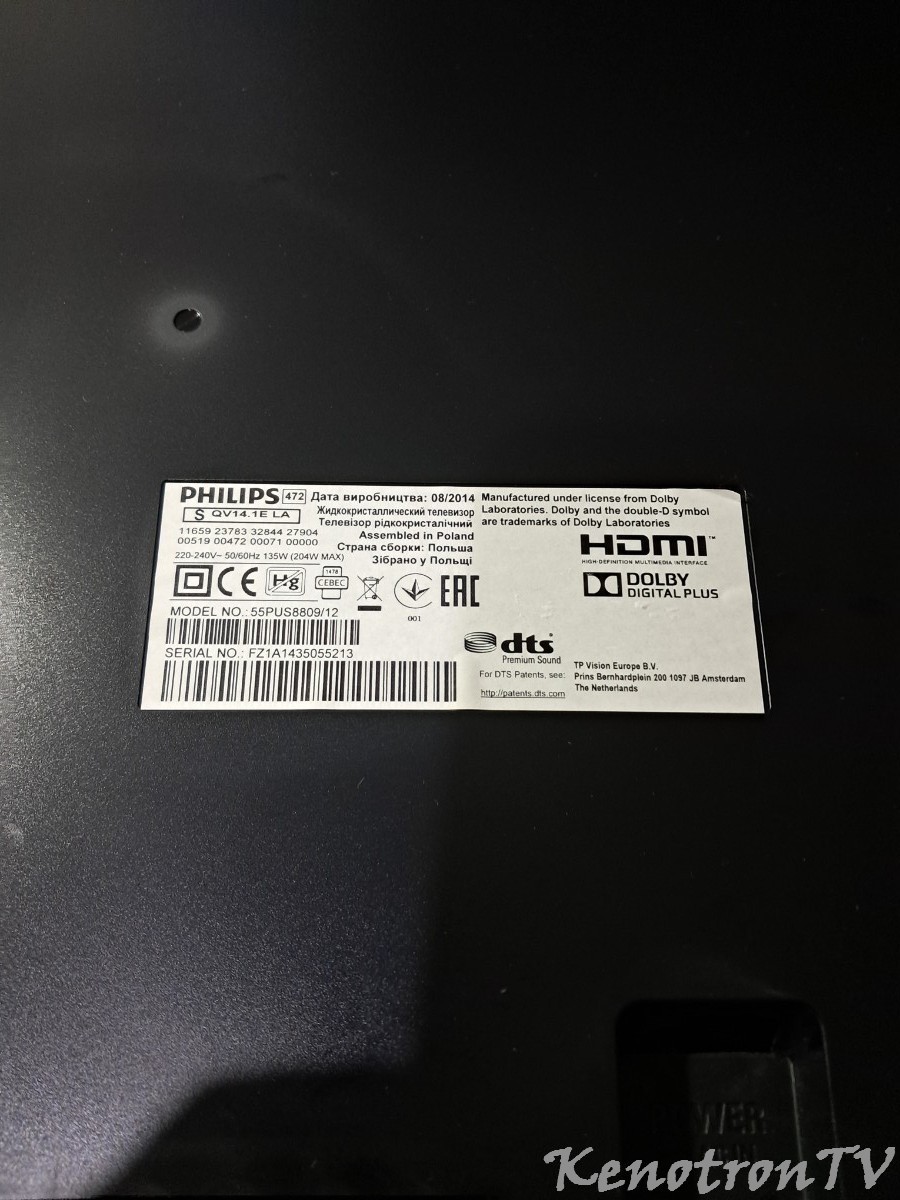 PHILIPS 472 Дата виробництва: 08/2014
S QV14.1E LA
Жидкокристаллический телевизор
Телевізор рідкокристалічний
11659 23783 32844 27904
Assembled in Poland
00519 00472 00071 00000
Страна сборки: Польша
220-240V~ 50/60Hz 135W (204W MAX)
Зібрано у Польщі
Manufactured under license from Dolby
Laboratories. Dolby and the double-D symbol
are trademarks of Dolby Laboratories
HDMI™
HIGH-DEFINITION MULTIMEDIA INTERFACE
CE Hg 1478 СЕВЕС EAC
001
DOLBY
DIGITAL PLUS
MODEL NO.: 55PUS8809/12
SERIAL NO.: FZ1A1435055213
dts
Premium Sound
For DTS Patents, see:
http://patents.dts.com
TP Vision Europe B.V.
Prins Bernhardplein 200 1097 JB Amsterdam
The Netherlands
KenotronTV